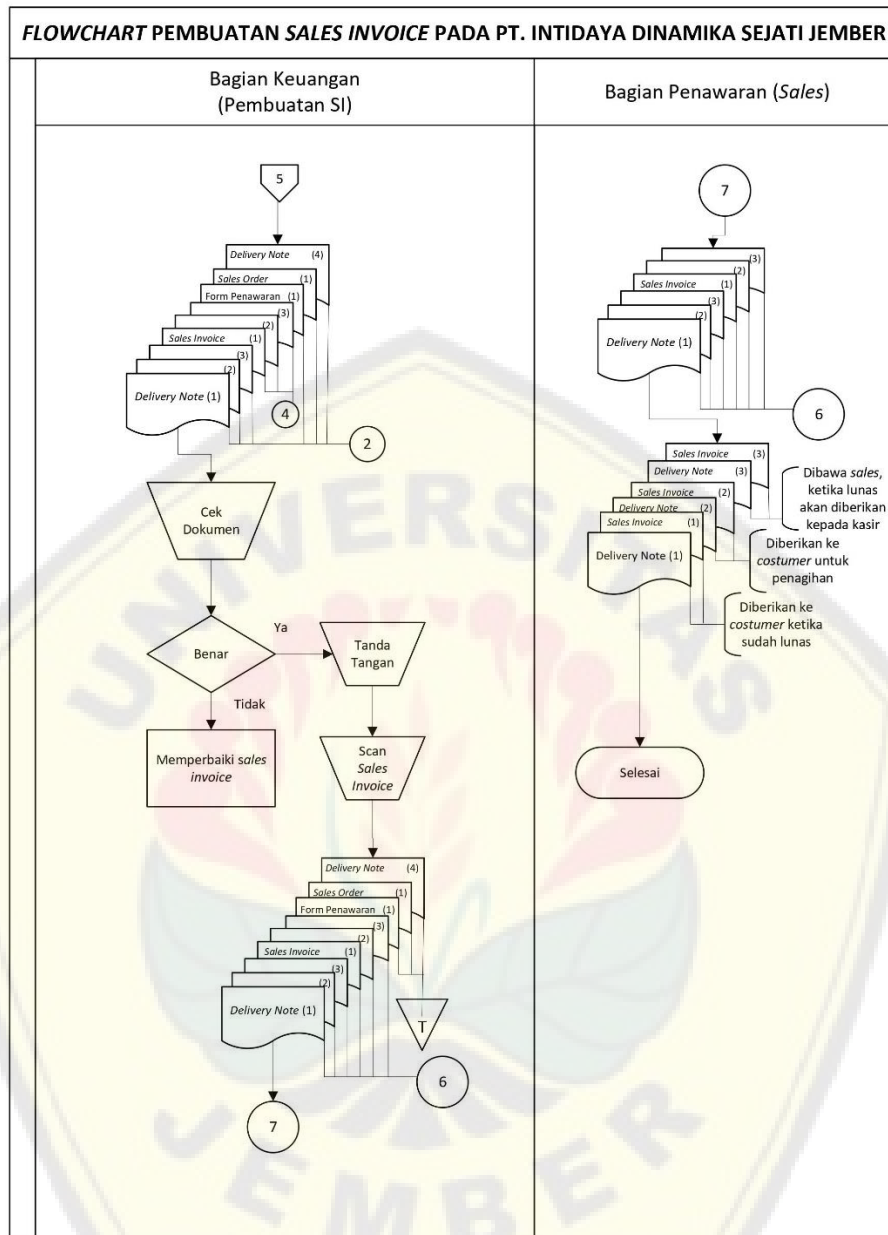 FLOWCHART PEMBUATAN SALES INVOICE PADA PT. INTIDAYA DINAMIKA SEJATI JEMBER
Bagian Keuangan
(Pembuatan SI)
Bagian Penawaran (Sales)
5
Delivery Note (4)
Sales Order (1)
Form Penawaran (1)
(3)
(2)
Sales Invoice (1)
(3)
(2)
Delivery Note (1)
4
2
Cek
Dokumen
Benar
Ya
Tidak
Tanda
Tangan
Memperbaiki sales
invoice
Scan
Sales
Invoice
Delivery Note (4)
Sales Order (1)
Form Penawaran (1)
(3)
(2)
Sales Invoice (1)
(3)
(2)
Delivery Note (1)
T
6
7
7
(3)
(2)
Sales Invoice (1)
(3)
(2)
Delivery Note (1)
6
Sales Invoice (3)
Delivery Note (3)
Sales Invoice (2)
Delivery Note (2)
Sales Invoice (1)
Delivery Note (1)
Dibawa sales,
ketika lunas
akan diberikan
kepada kasir
Diberikan ke
costumer untuk
penagihan
Diberikan ke
costumer ketika
sudah lunas
Selesai
UNIVERSITAS
JEMBER